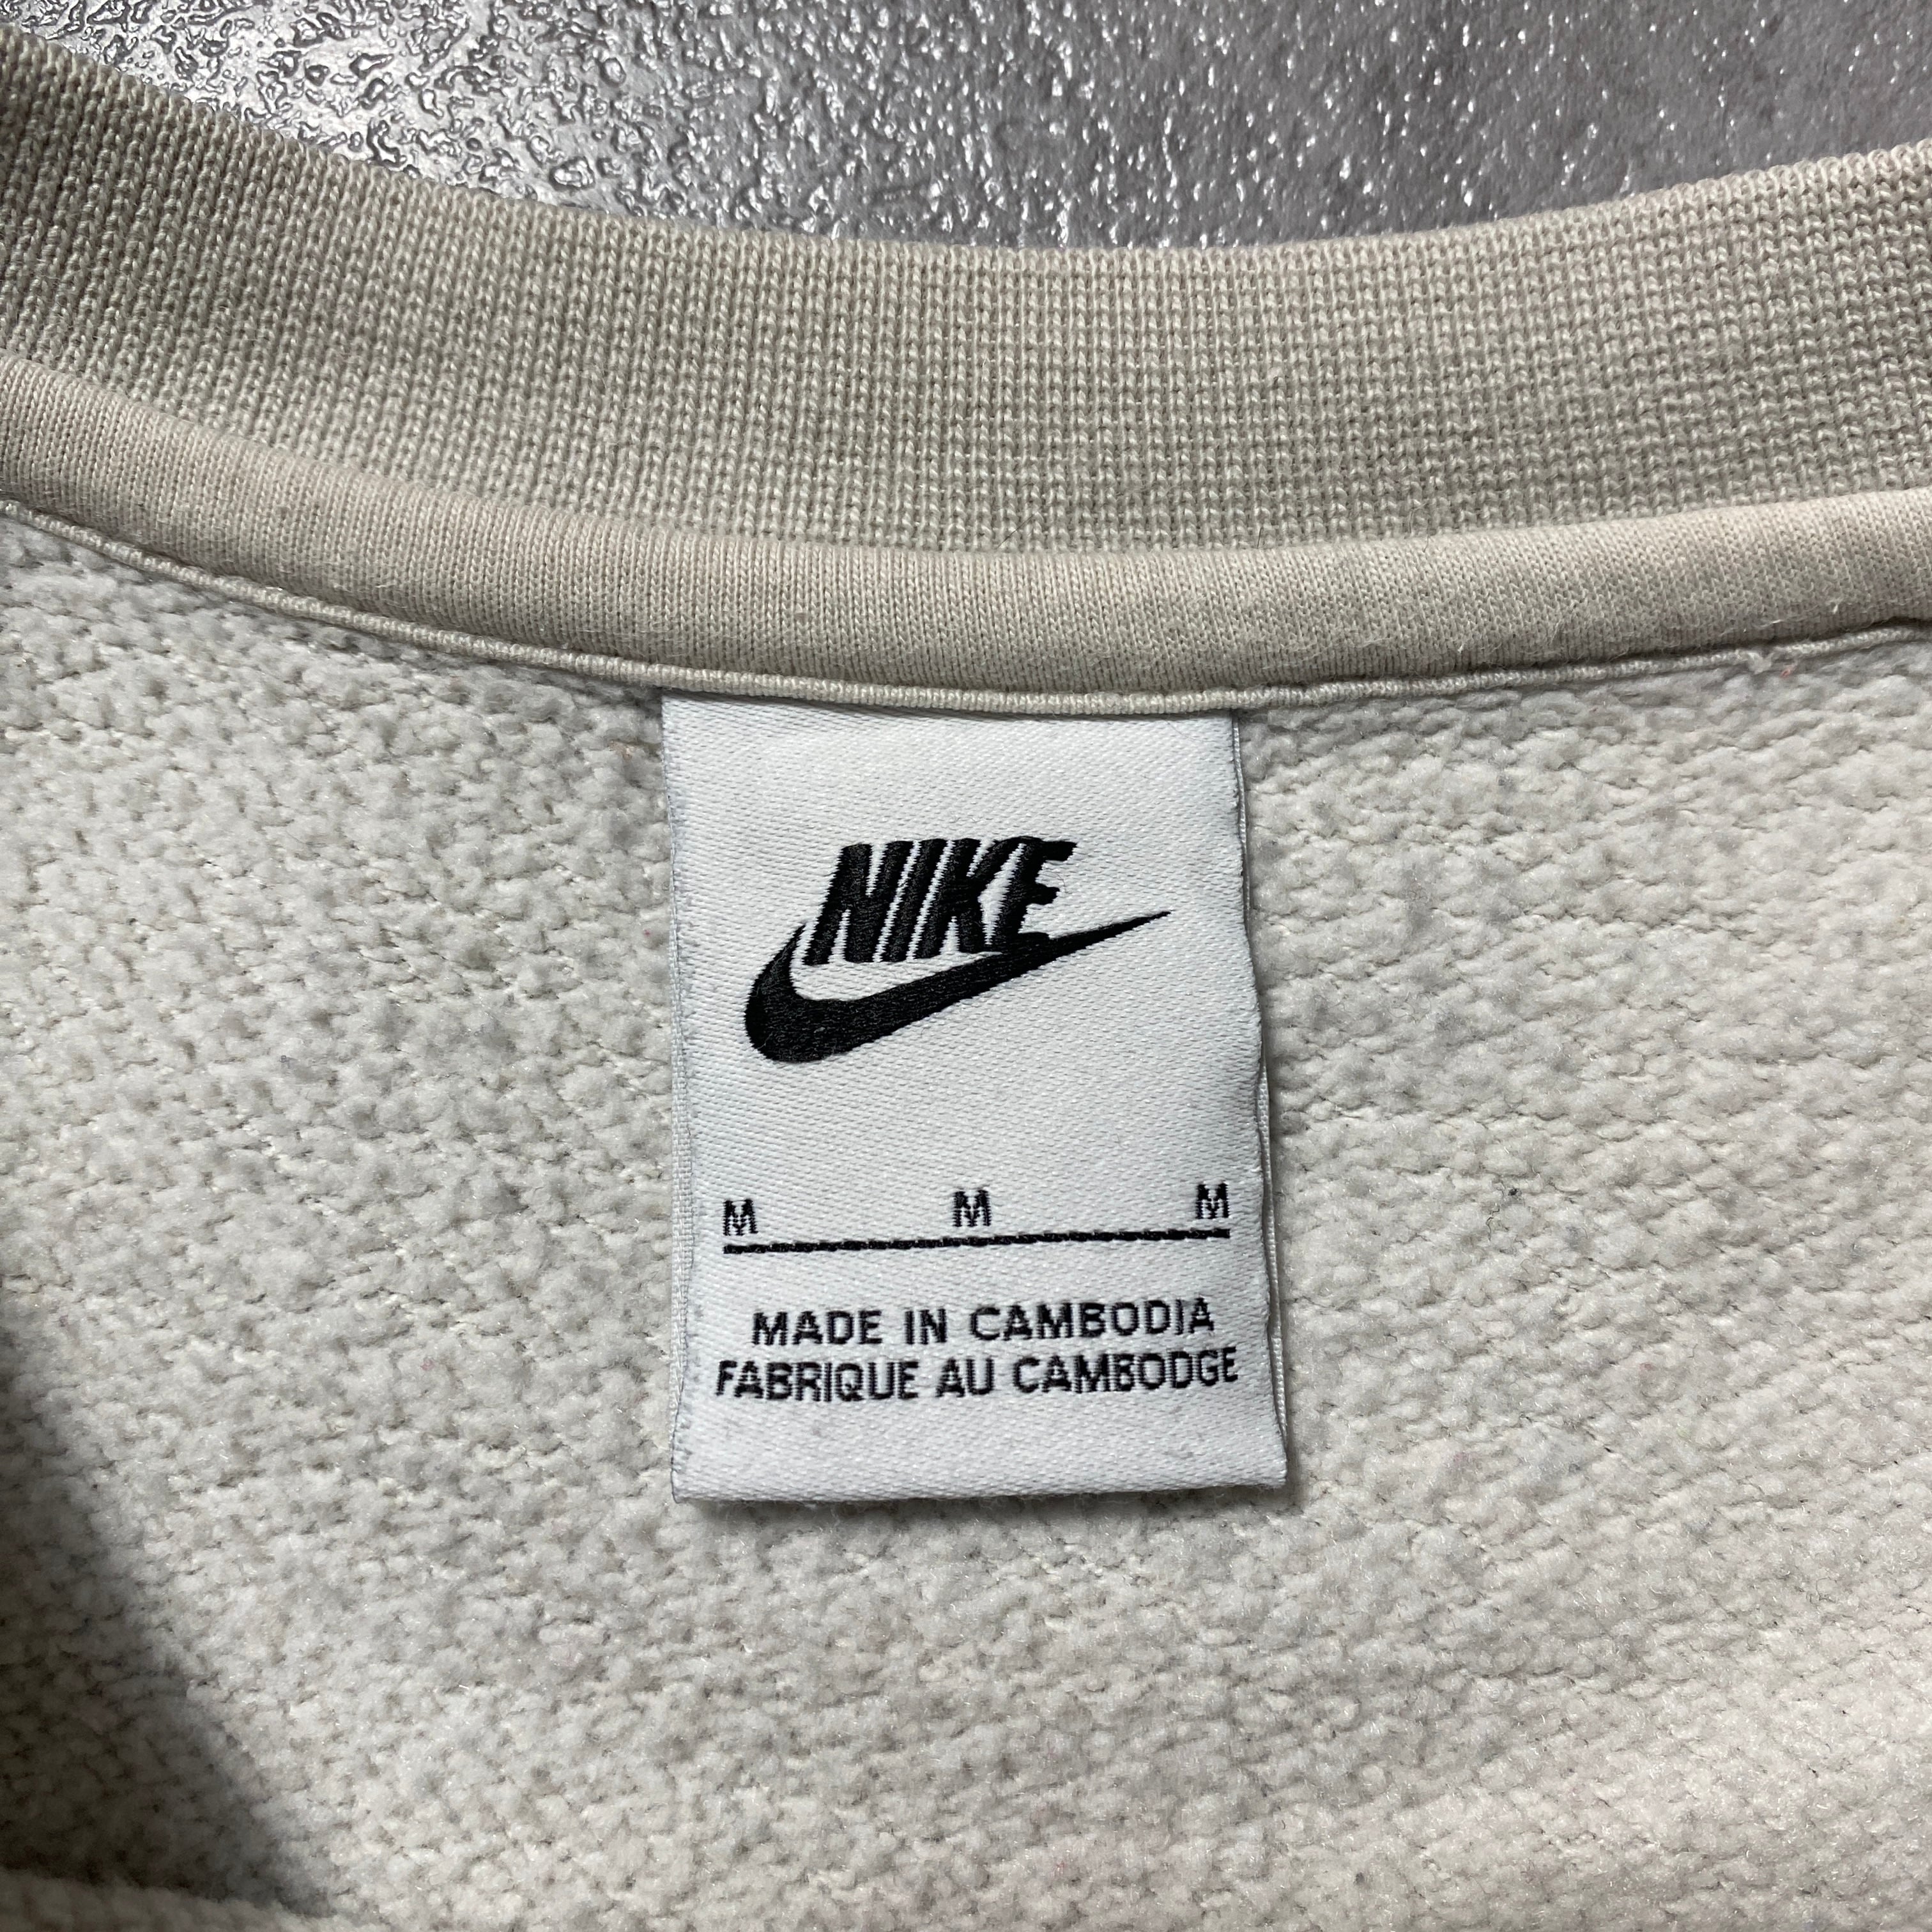 NIKE
M M M
MADE IN CAMBODIA
FABRIQUE AU CAMBODGE